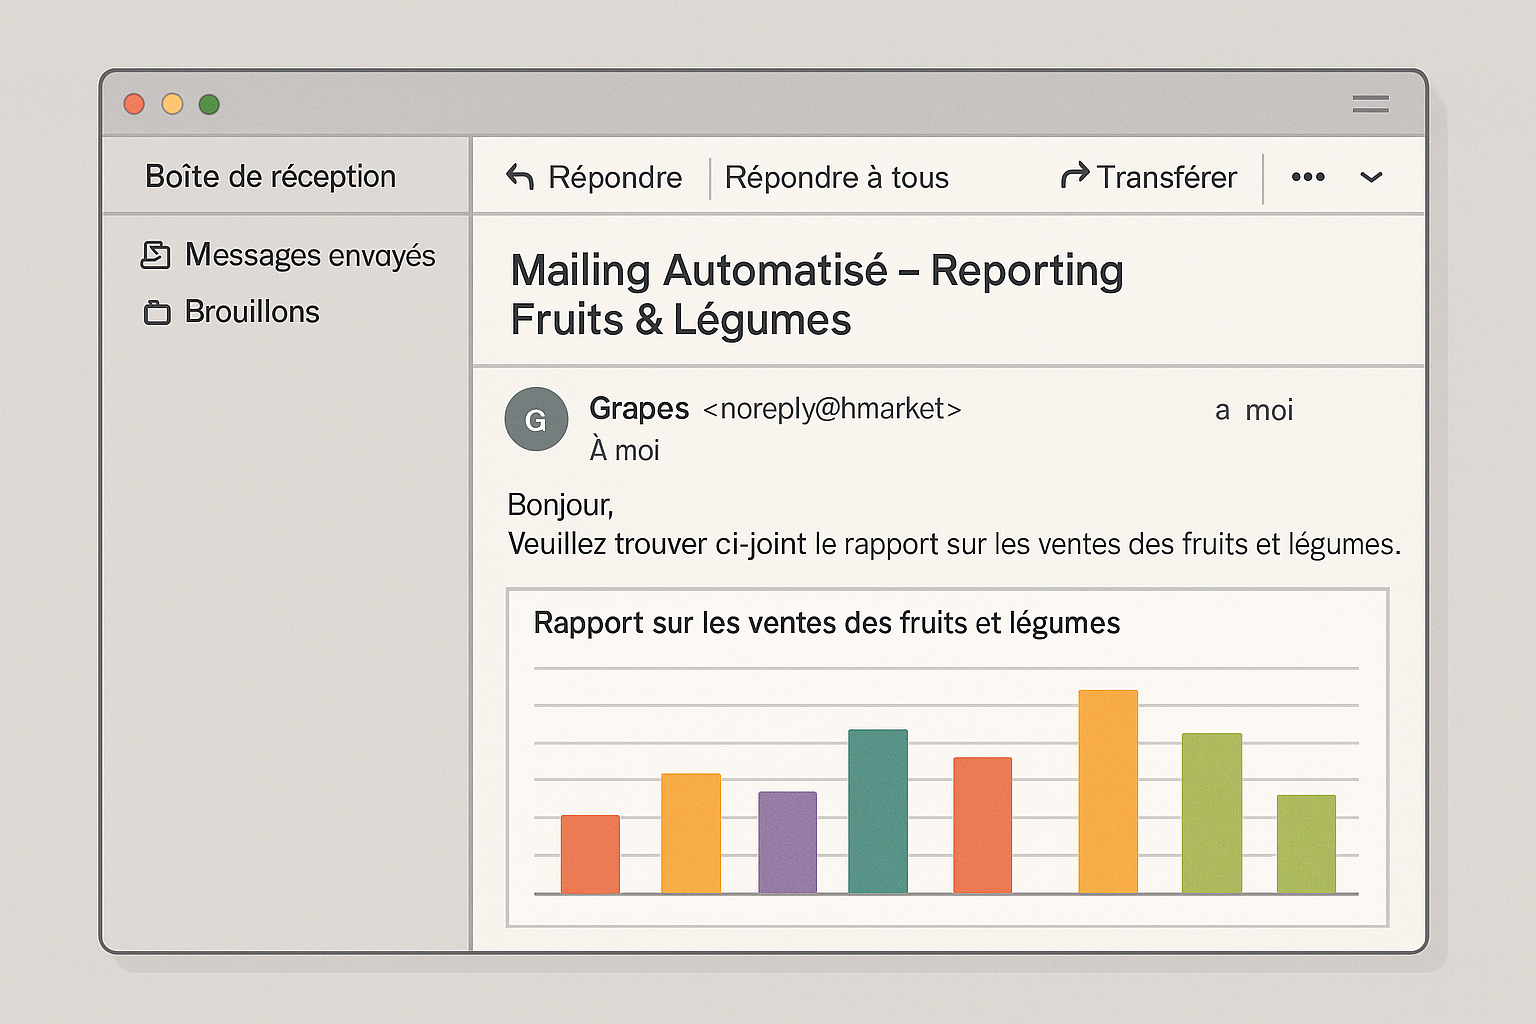 Boîte de réception
Messages envayés
Brouillons
Répondre
Répondre à tous
Transférer
Mailing Automatisé – Reporting
Fruits & Légumes
G
Grapes <noreply@hmarket>
a moi
À moi
Bonjour,
Veuillez trouver ci-joint le rapport sur les ventes des fruits et légumes.
Rapport sur les ventes des fruits et légumes